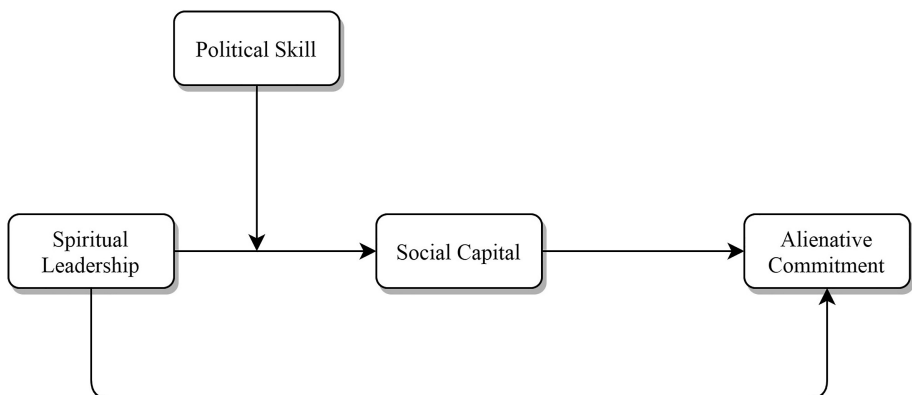 Political Skill
Spiritual
Leadership
Social Capital
Alienative
Commitment